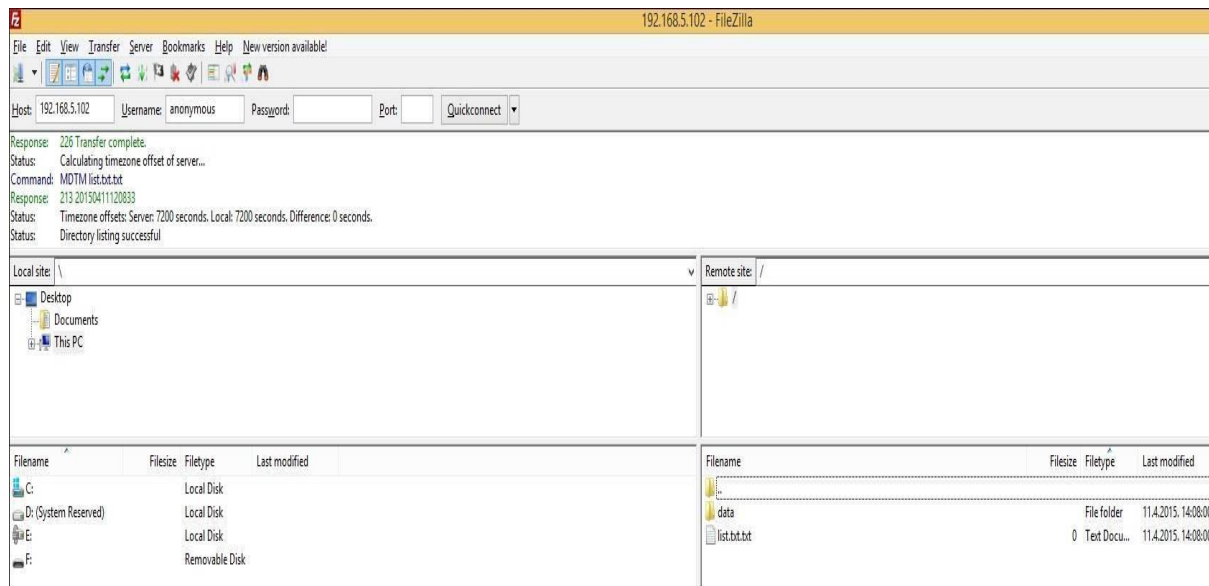 192.168.5.102 - FileZilla
File Edit View Transfer Server Bookmarks Help New version available!
Host: 192.168.5.102 Username: anonymous Password: Port: Quickconnect
Response: 226 Transfer complete.
Status: Calculating timezone offset of server...
Command: MDTM list.txt.txt
Response: 213 20150411120833
Status: Timezone offsets: Server: 7200 seconds. Local: 7200 seconds. Difference: 0 seconds.
Status: Directory listing successful
Local site: \
Desktop
Documents
This PC
Filename Filesize Filetype Last modified
C: Local Disk
D: (System Reserved) Local Disk
E: Local Disk
F: Removable Disk
Remote site: /
/
Filename Filesize Filetype Last modified
..
data File folder 11.4.2015. 14:08:00
list.txt.txt 0 Text Docu... 11.4.2015. 14:08:00